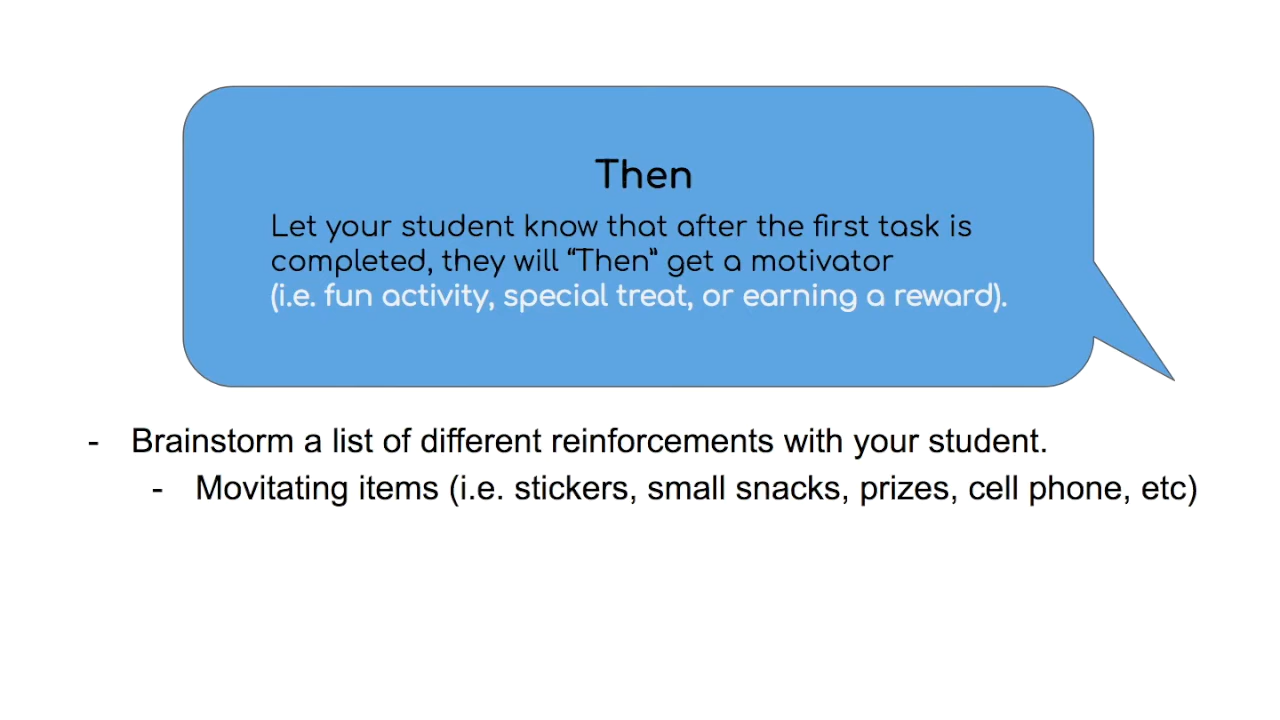 Then
Let your student know that after the first task is
completed, they will “Then” get a motivator
(i.e. fun activity, special treat, or earning a reward).
- Brainstorm a list of different reinforcements with your student.
- Movitating items (i.e. stickers, small snacks, prizes, cell phone, etc)